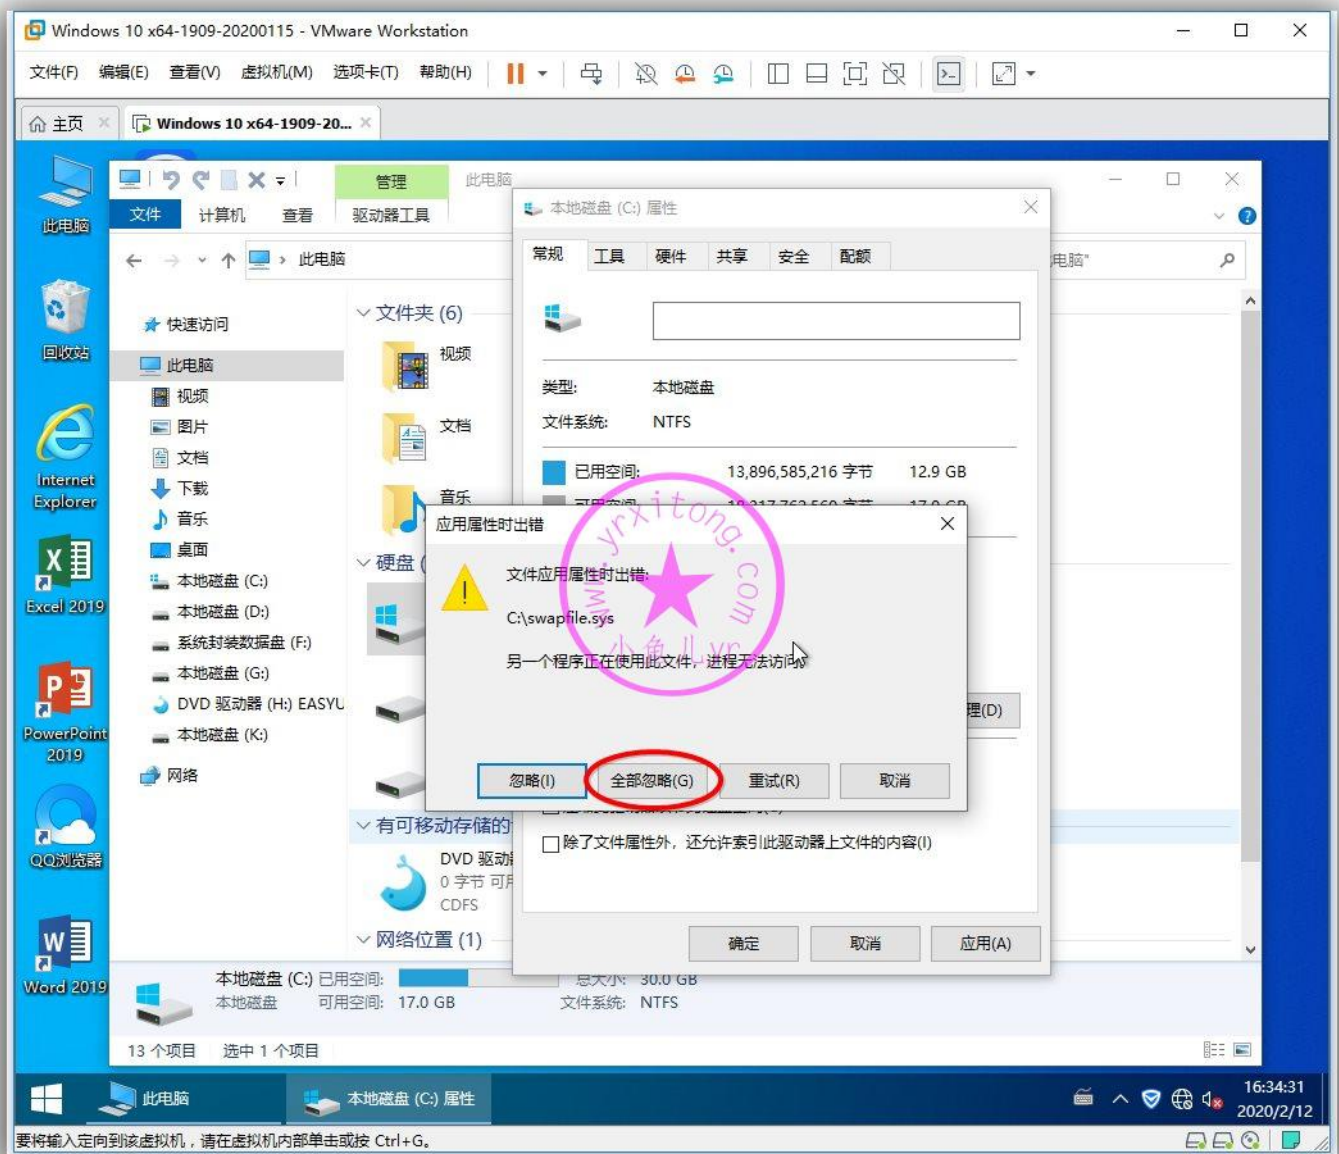 Windows 10 x64-1909-20200115 - VMware Workstation
文件(F) 编辑(E) 查看(V) 虚拟机(M) 选项卡(T) 帮助(H)
主页 Windows 10 x64-1909-20...
管理 此电脑
文件 计算机 查看 驱动器工具
此电脑
电脑"
此电脑
回收站
Internet
Explorer
Excel 2019
PowerPoint
2019
QQ浏览器
Word 2019
快速访问
此电脑
视频
图片
文档
下载
音乐
桌面
本地磁盘 (C:)
本地磁盘 (D:)
系统封装数据盘 (F:)
本地磁盘 (G:)
DVD 驱动器 (H:) EASYU
本地磁盘 (K:)
网络
文件夹 (6)
视频
文档
音乐
硬盘 (
有可移动存储的
DVD 驱动
0 字节 可用
CDFS
网络位置 (1)
本地磁盘 (C:) 属性
常规 工具 硬件 共享 安全 配额
类型: 本地磁盘
文件系统: NTFS
已用空间: 13,896,585,216 字节 12.9 GB
可用空间: 17.0 GB
理(D)
除了文件属性外，还允许索引此驱动器上文件的内容(I)
确定 取消 应用(A)
应用属性时出错
文件应用属性时出错:
C:\swapfile.sys
另一个程序正在使用此文件，进程无法访问。
忽略(I) 全部忽略(G) 重试(R) 取消
www.yrxitong.com
小鱼儿yr
本地磁盘 (C:) 已用空间: 总大小: 30.0 GB
本地磁盘 可用空间: 17.0 GB 文件系统: NTFS
13 个项目 选中 1 个项目
此电脑 本地磁盘 (C:) 属性
16:34:31
2020/2/12
要将输入定向到该虚拟机，请在虚拟机内部单击或按 Ctrl+G。